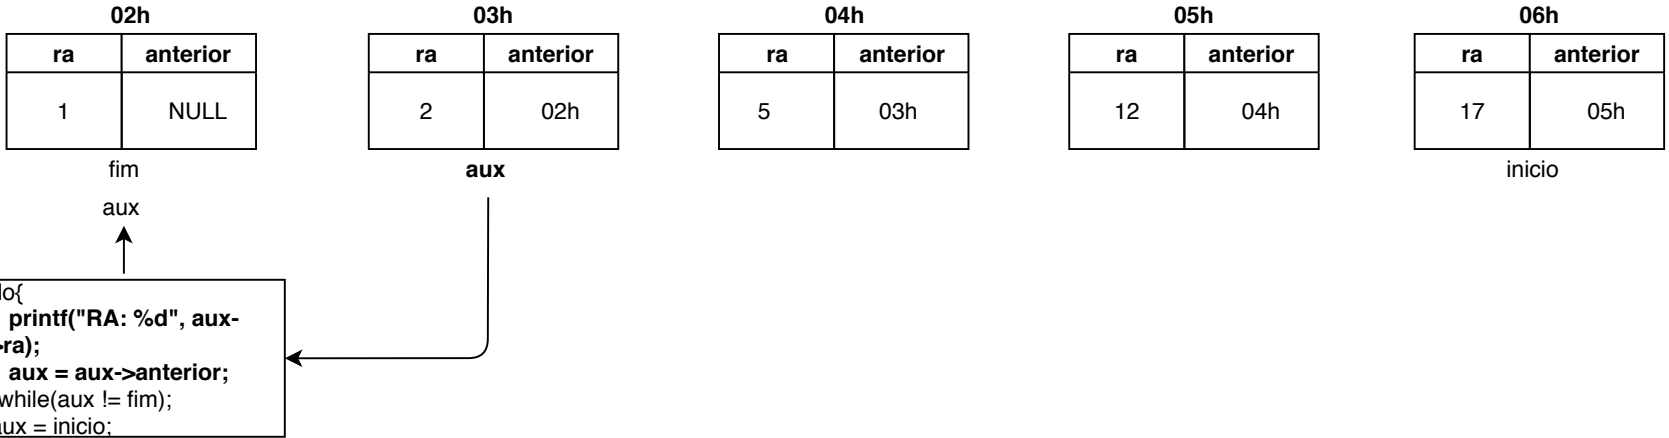 02h 03h 04h 05h 06h
ra anterior ra anterior ra anterior ra anterior ra anterior
1 NULL 2 02h 5 03h 12 04h 17 05h
fim aux inicio
aux
lo{
printf("RA: %d", aux-
>ra);
aux = aux->anterior;
while(aux != fim);
aux = inicio;